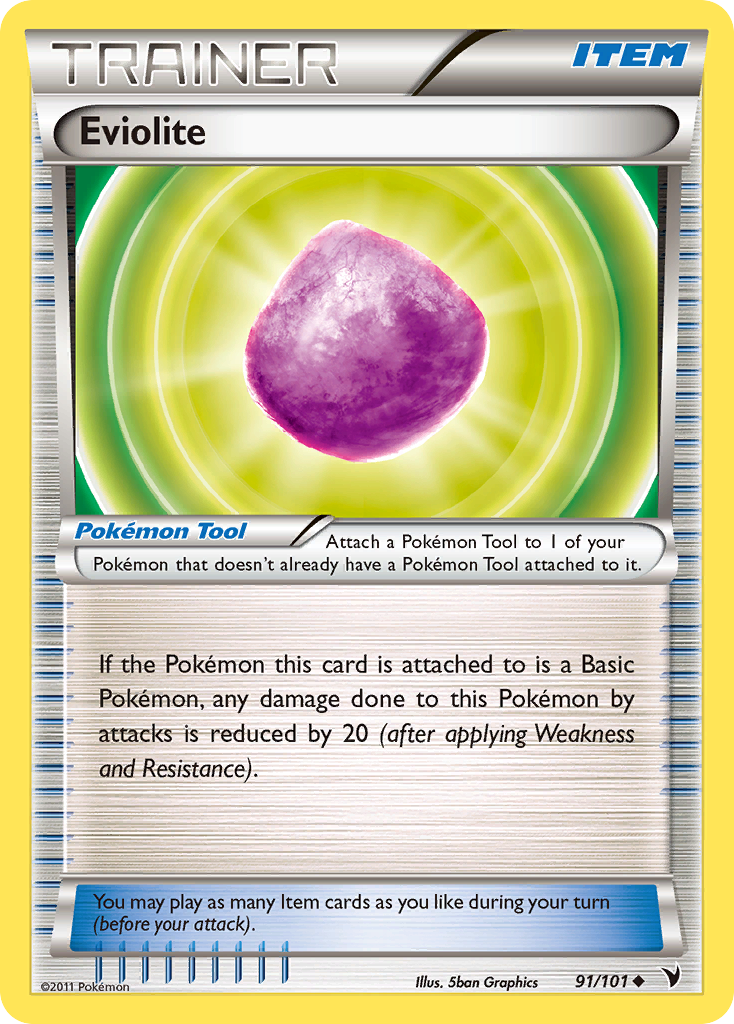 TRAINER
ITEM
Eviolite
Pokémon Tool
Attach a Pokémon Tool to 1 of your
Pokémon that doesn't already have a Pokémon Tool attached to it.
If the Pokémon this card is attached to is a Basic
Pokémon, any damage done to this Pokémon by
attacks is reduced by 20 (after applying Weakness
and Resistance).
You may play as many Item cards as you like during your turn
(before your attack).
©2011 Pokémon
Illus. 5ban Graphics
91/101